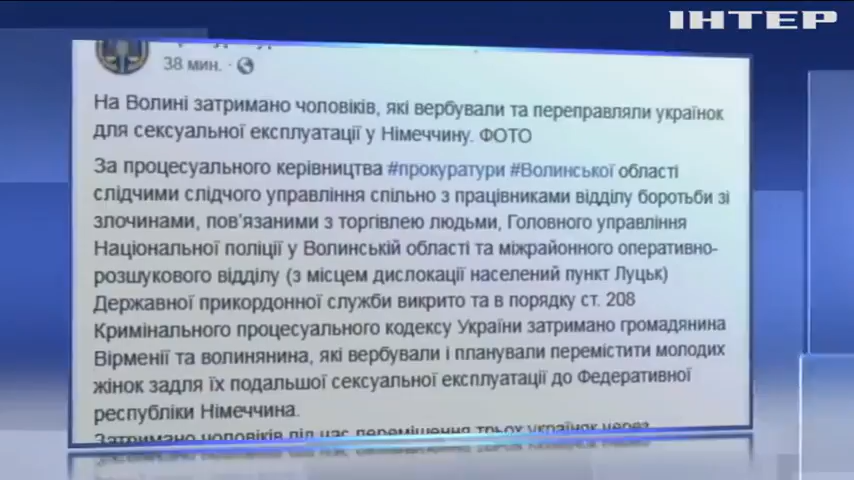 ІНТЕР
38 мин.
На Волині затримано чоловіків, які вербували та переправляли українок
для сексуальної експлуатації у Німеччину. ФОТО
За процесуального керівництва #прокуратури #Волинської області
слідчими слідчого управління спільно з працівниками відділу боротьби зі
злочинами, пов'язаними з торгівлею людьми, Головного управління
Національної поліції у Волинській області та міжрайонного оперативно-
розшукового відділу (з місцем дислокації населений пункт Луцьк)
Державної прикордонної служби викрито та в порядку ст. 208
Кримінального процесуального кодексу України затримано громадянина
Вірменії та волинянина, які вербували і планували перемістити молодих
жінок задля їх подальшої сексуальної експлуатації до Федеративної
республіки Німеччина.
Затримано чоловіків під час переміщення трьох українок через